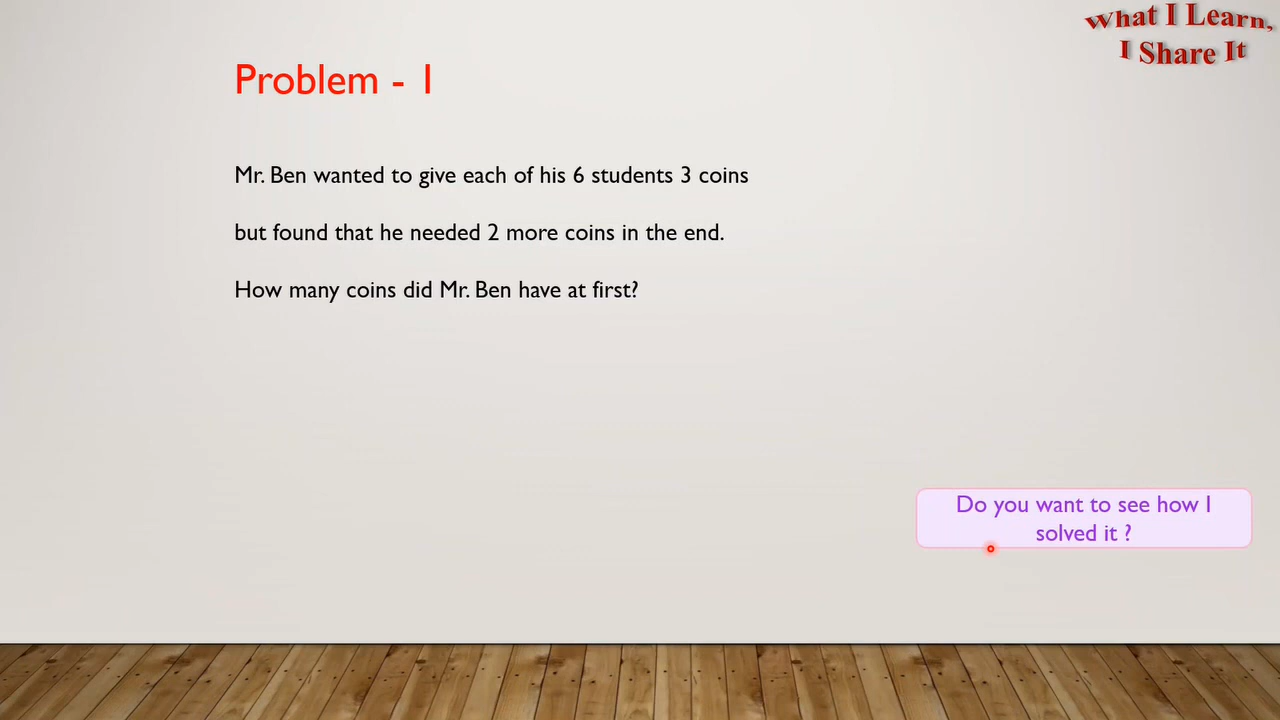 What I Learn,
I Share It
Problem - 1
Mr. Ben wanted to give each of his 6 students 3 coins
but found that he needed 2 more coins in the end.
How many coins did Mr. Ben have at first?
Do you want to see how I
solved it ?